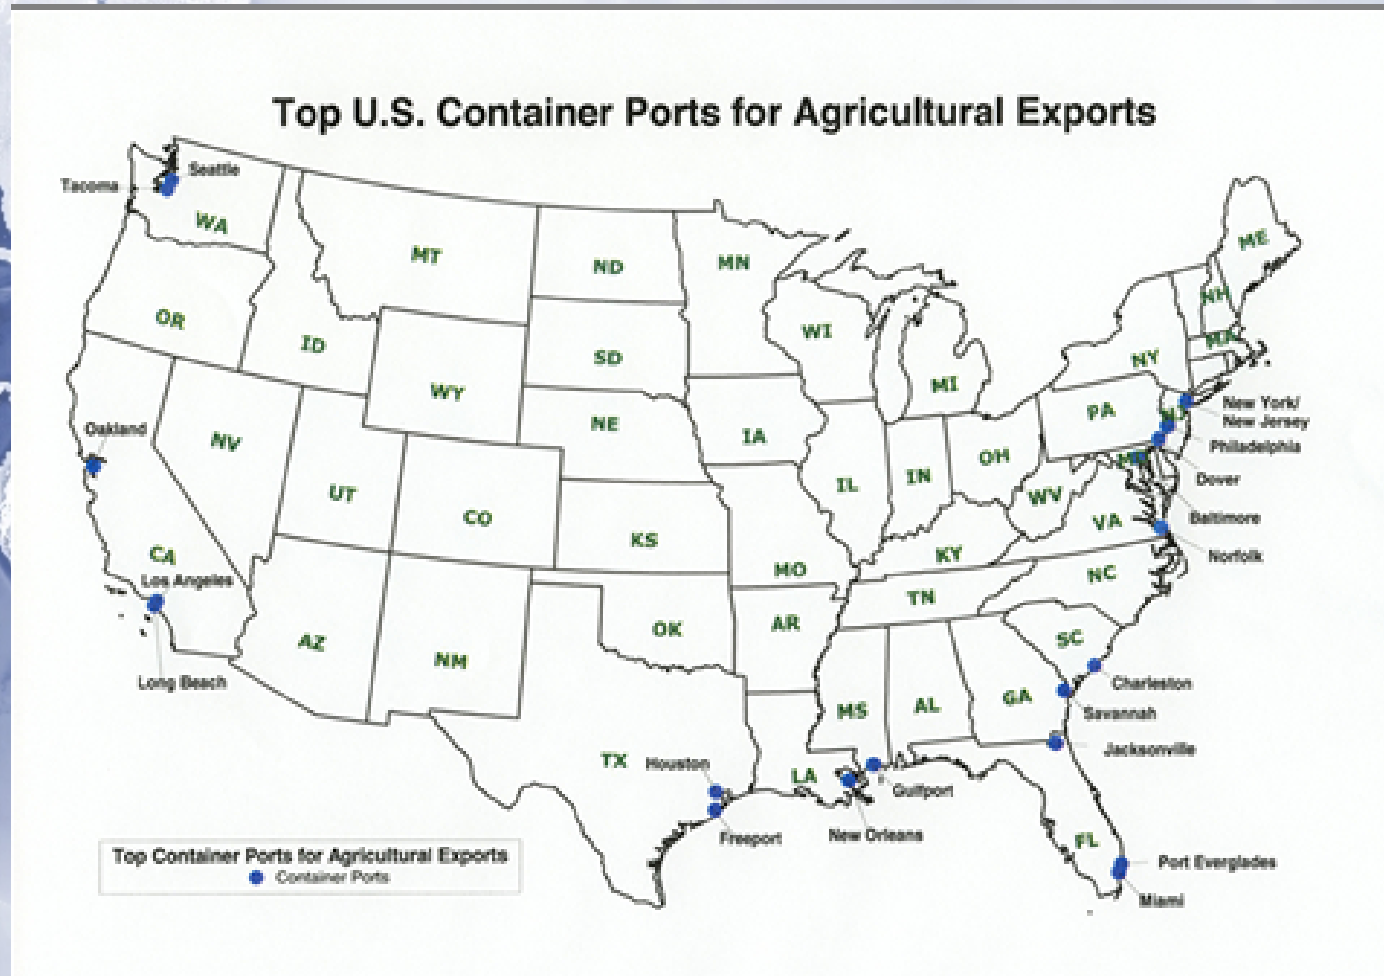 Top U.S. Container Ports for Agricultural Exports
Seattle
Tacoma
WA
MT
ND
MN
ME
OR
ID
SD
WI
NH
MA
NY
WY
MI
NE
IA
PA
NJ
New York/
New Jersey
Oakland
NV
OH
Philadelphia
UT
CO
IL
IN
MD
Dover
WV
KS
VA
Baltimore
CA
KY
Norfolk
Los Angeles
MO
NC
TN
AZ
NM
OK
AR
SC
Long Beach
MS
AL
GA
Charleston
Savannah
TX
Houston
LA
Gulfport
Jacksonville
Freeport
New Orleans
FL
Port Everglades
Miami
Top Container Ports for Agricultural Exports
Container Ports